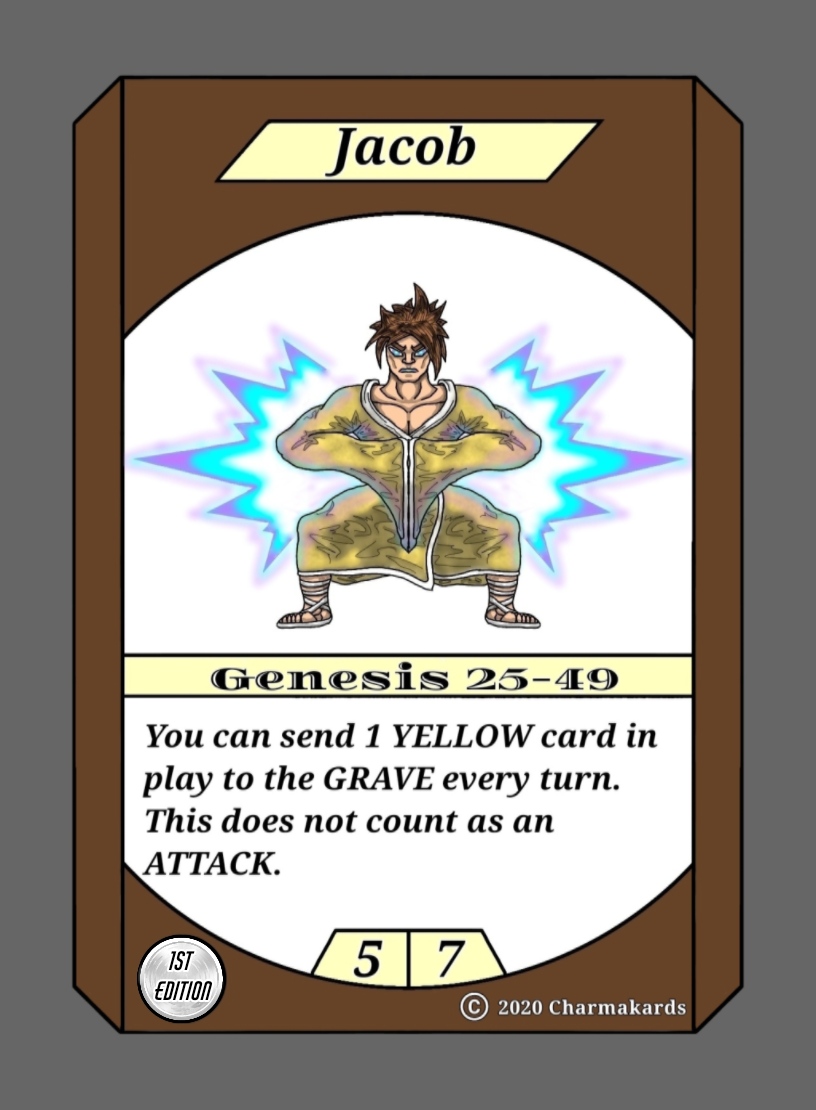 Jacob
Genesis 25-49
You can send 1 YELLOW card in
play to the GRAVE every turn.
This does not count as an
ATTACK.
5 7
1ST
EDITION
© 2020 Charmakards